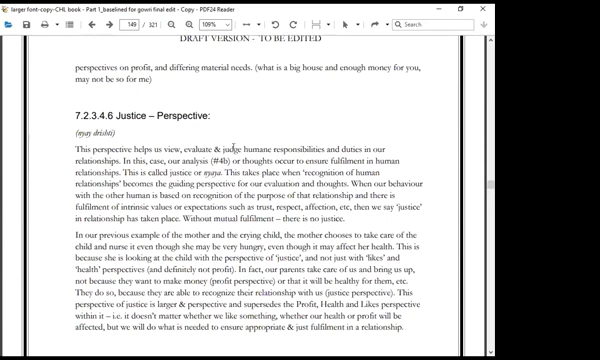 larger font-copy-CHL book - Part 1_baselined for gowri final edit - Copy - PDF24 Reader
149 / 321 109%
DRAFT VERSION - TO BE EDITED
perspectives on profit, and differing material needs. (what is a big house and enough money for you,
may not be so for me)
7.2.3.4.6 Justice – Perspective:
(nyay drishti)
This perspective helps us view, evaluate & judge humane responsibilities and duties in our
relationships. In this, case, our analysis (#4b) or thoughts occur to ensure fulfilment in human
relationships. This is called justice or nyaya. This takes place when 'recognition of human
relationships' becomes the guiding perspective for our evaluation and thoughts. When our behaviour
with the other human is based on recognition of the purpose of that relationship and there is
fulfilment of intrinsic values or expectations such as trust, respect, affection, etc, then we say 'justice'
in relationship has taken place. Without mutual fulfilment – there is no justice.
In our previous example of the mother and the crying child, the mother chooses to take care of the
child and nurse it even though she may be very hungry, even though it may affect her health. This is
because she is looking at the child with the perspective of 'justice', and not just with 'likes' and
'health' perspectives (and definitely not profit). In fact, our parents take care of us and bring us up,
not because they want to make money (profit perspective) or that it will be healthy for them, etc.
They do so, because they are able to recognize their relationship with us (justice perspective). This
perspective of justice is larger & perspective and supersedes the Profit, Health and Likes perspective
within it – i.e. it doesn't matter whether we like something, whether our health or profit will be
affected, but we will do what is needed to ensure appropriate & just fulfilment in a relationship.